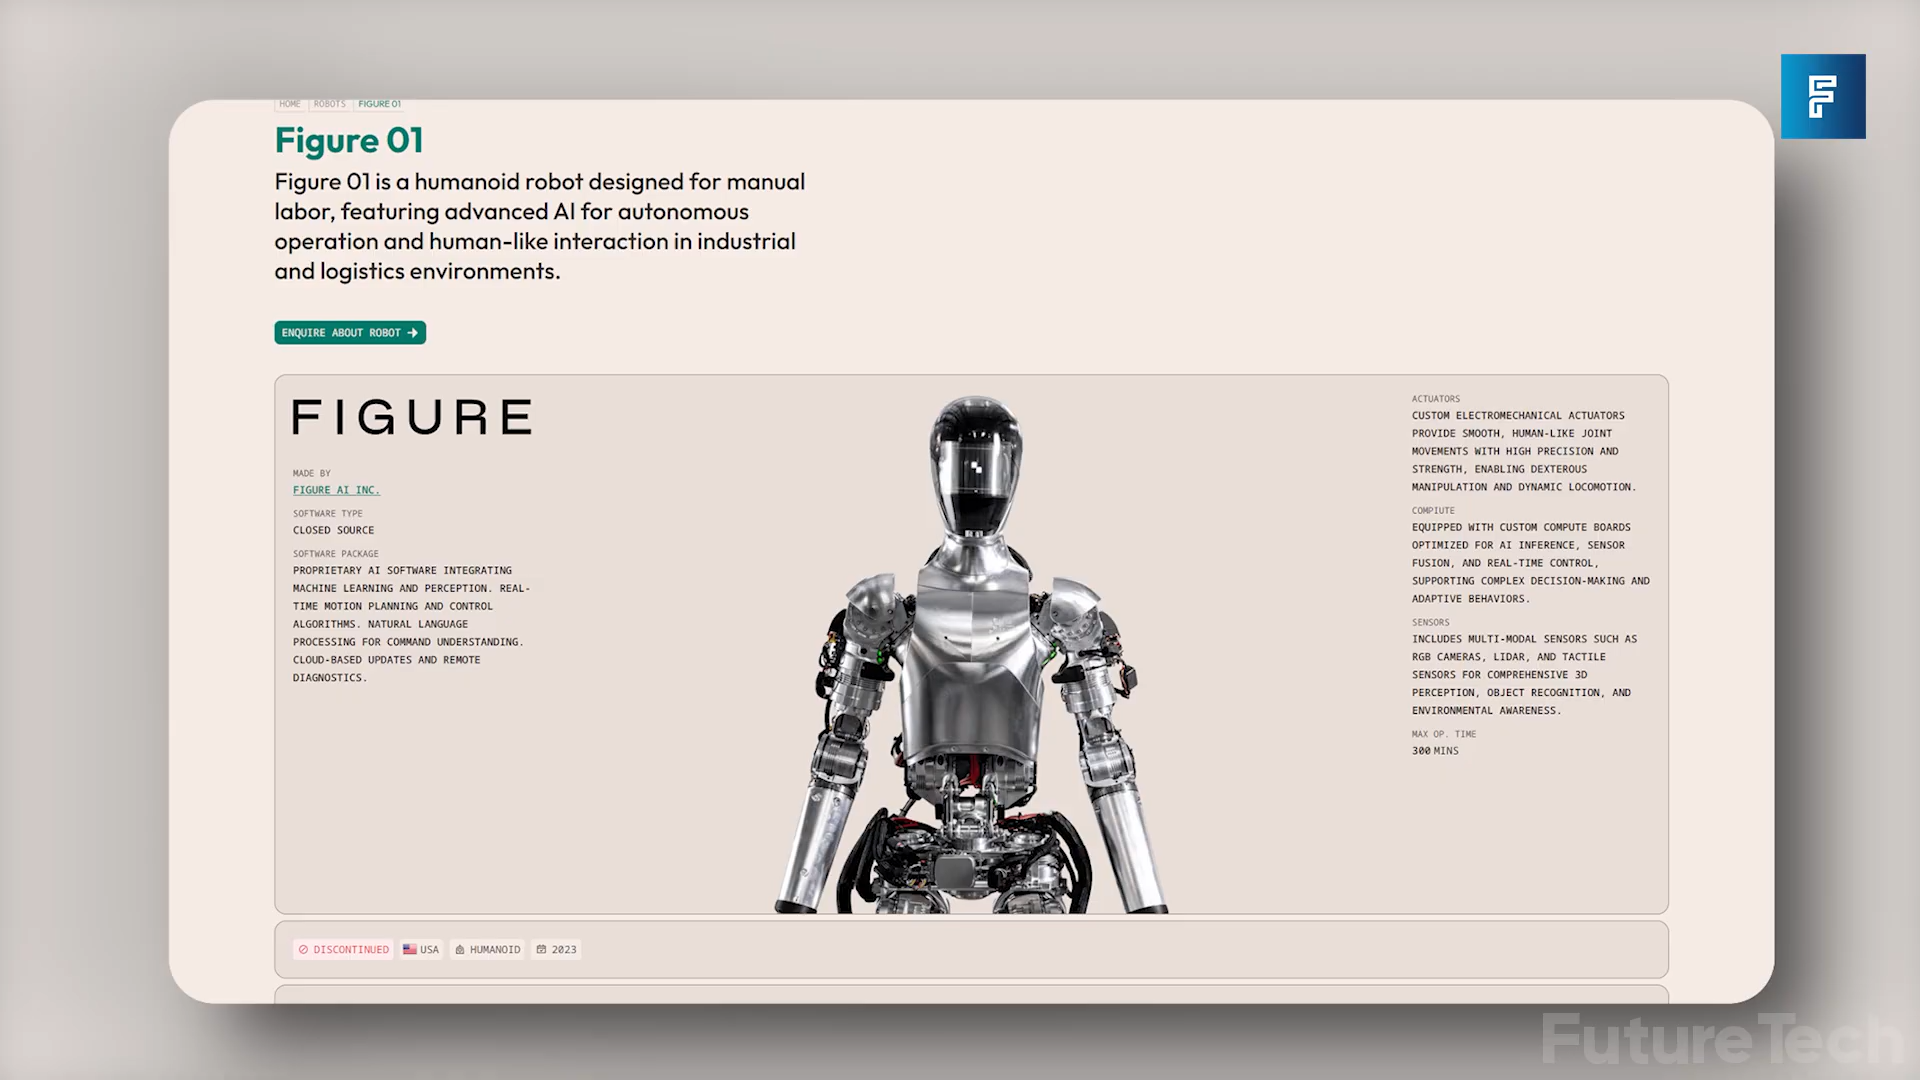 HOME ROBOTS FIGURE 01
Figure 01
Figure 01 is a humanoid robot designed for manual
labor, featuring advanced AI for autonomous
operation and human-like interaction in industrial
and logistics environments.
ENQUIRE ABOUT ROBOT
FIGURE
MADE BY
FIGURE AI INC.
SOFTWARE TYPE
CLOSED SOURCE
SOFTWARE PACKAGE
PROPRIETARY AI SOFTWARE INTEGRATING
MACHINE LEARNING AND PERCEPTION. REAL-
TIME MOTION PLANNING AND CONTROL
ALGORITHMS. NATURAL LANGUAGE
PROCESSING FOR COMMAND UNDERSTANDING.
CLOUD-BASED UPDATES AND REMOTE
DIAGNOSTICS.
ACTUATORS
CUSTOM ELECTROMECHANICAL ACTUATORS
PROVIDE SMOOTH, HUMAN-LIKE JOINT
MOVEMENTS WITH HIGH PRECISION AND
STRENGTH, ENABLING DEXTEROUS
MANIPULATION AND DYNAMIC LOCOMOTION.
COMPIUTE
EQUIPPED WITH CUSTOM COMPUTE BOARDS
OPTIMIZED FOR AI INFERENCE, SENSOR
FUSION, AND REAL-TIME CONTROL,
SUPPORTING COMPLEX DECISION-MAKING AND
ADAPTIVE BEHAVIORS.
SENSORS
INCLUDES MULTI-MODAL SENSORS SUCH AS
RGB CAMERAS, LIDAR, AND TACTILE
SENSORS FOR COMPREHENSIVE 3D
PERCEPTION, OBJECT RECOGNITION, AND
ENVIRONMENTAL AWARENESS.
MAX OP. TIME
300 MINS
DISCONTINUED USA HUMANOID 2023
FutureTech